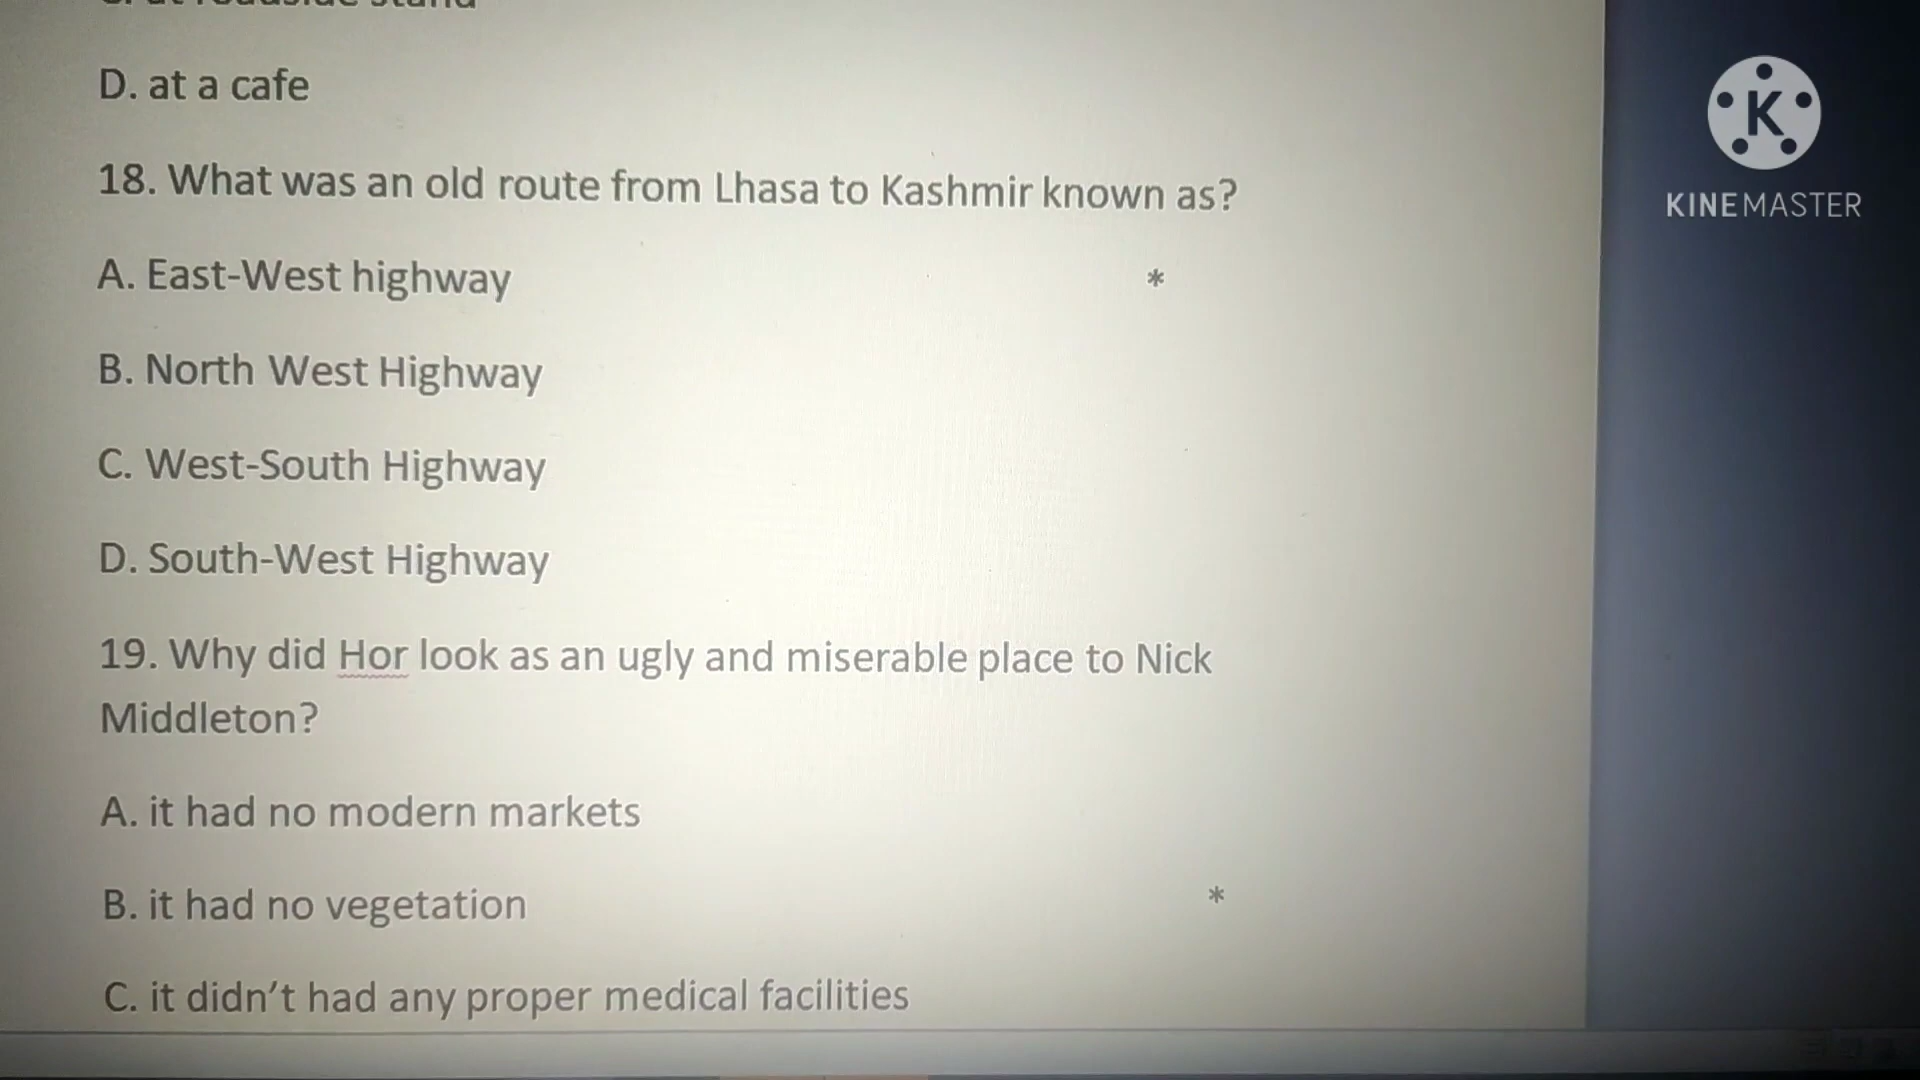 C. at roadside stand
D. at a cafe
18. What was an old route from Lhasa to Kashmir known as?
A. East-West highway *
B. North West Highway
C. West-South Highway
D. South-West Highway
19. Why did Hor look as an ugly and miserable place to Nick
Middleton?
A. it had no modern markets
B. it had no vegetation *
C. it didn't had any proper medical facilities
K
KINEMASTER